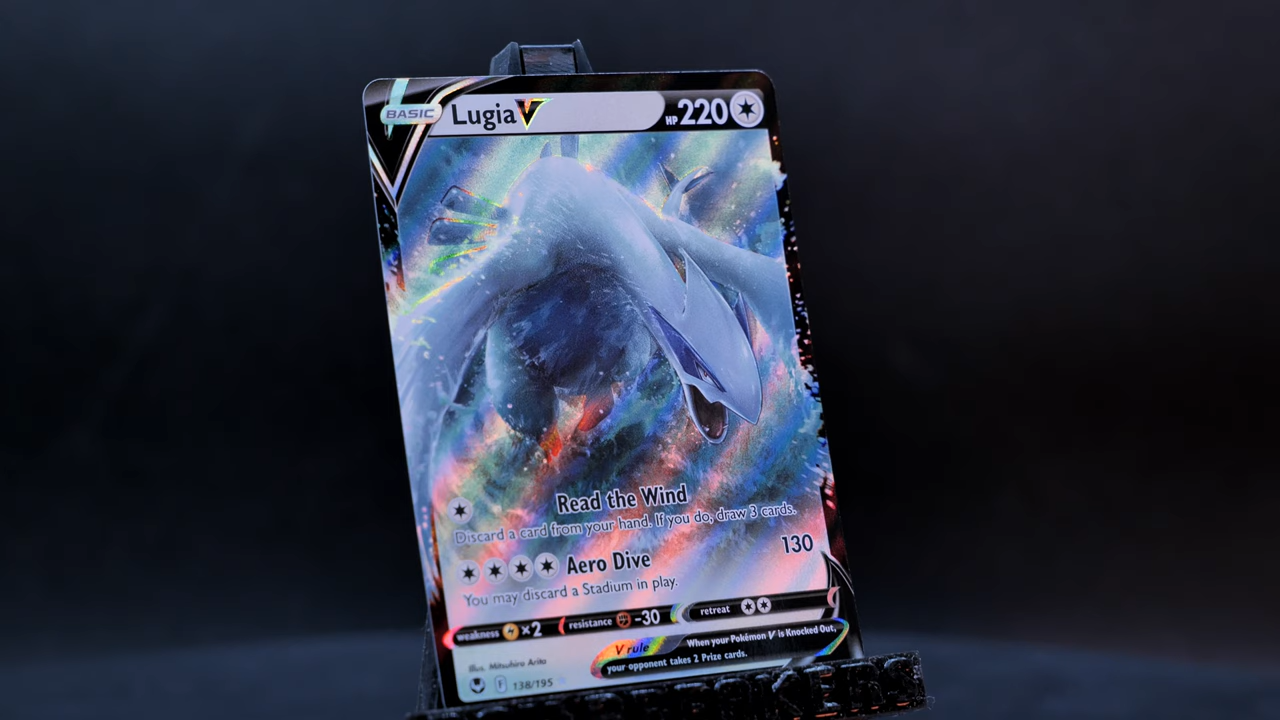 BASIC Lugia V HP 220
Read the Wind
Discard a card from your hand. If you do, draw 3 cards.
Aero Dive 130
You may discard a Stadium in play.
weakness ×2 resistance -30 retreat
V rule When your Pokémon V is Knocked Out,
your opponent takes 2 Prize cards.
Illus. Mitsuhiro Arita
F 138/195